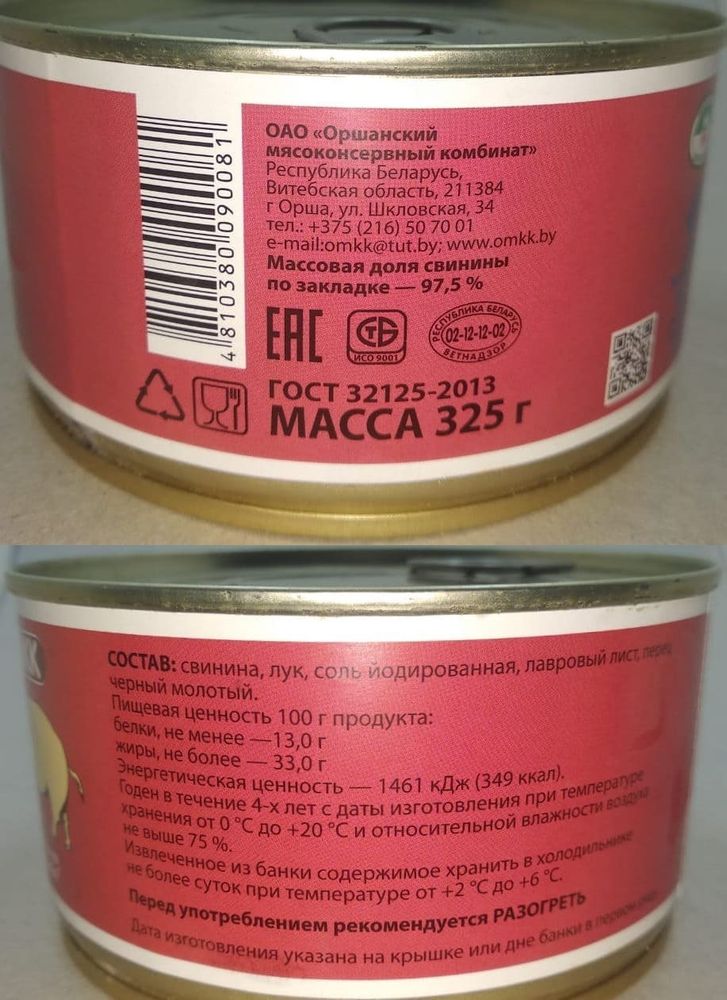 4 810380 090081
ОАО «Оршанский
мясоконсервный комбинат»
Республика Беларусь,
Витебская область, 211384
г Орша, ул. Шкловская, 34
тел.: +375 (216) 50 70 01
e-mail:omkk@tut.by; www.omkk.by
Массовая доля свинины
по закладке — 97,5 %
ЕАС
СТБ
ИСО 9001
РЕСПУБЛИКА БЕЛАРУСЬ
02-12-12-02
ВЕТНАДЗОР
ГОСТ 32125-2013
МАССА 325 г
СОСТАВ: свинина, лук, соль йодированная, лавровый лист, перец
черный молотый.
Пищевая ценность 100 г продукта:
белки, не менее —13,0 г
жиры, не более — 33,0 г
Энергетическая ценность — 1461 кДж (349 ккал).
Годен в течение 4-х лет с даты изготовления при температуре
хранения от 0 °С до +20 °С и относительной влажности воздуха
не выше 75 %.
Извлеченное из банки содержимое хранить в холодильнике
не более суток при температуре от +2 °С до +6 °С.
Перед употреблением рекомендуется РАЗОГРЕТЬ
Дата изготовления указана на крышке или дне банки в первом